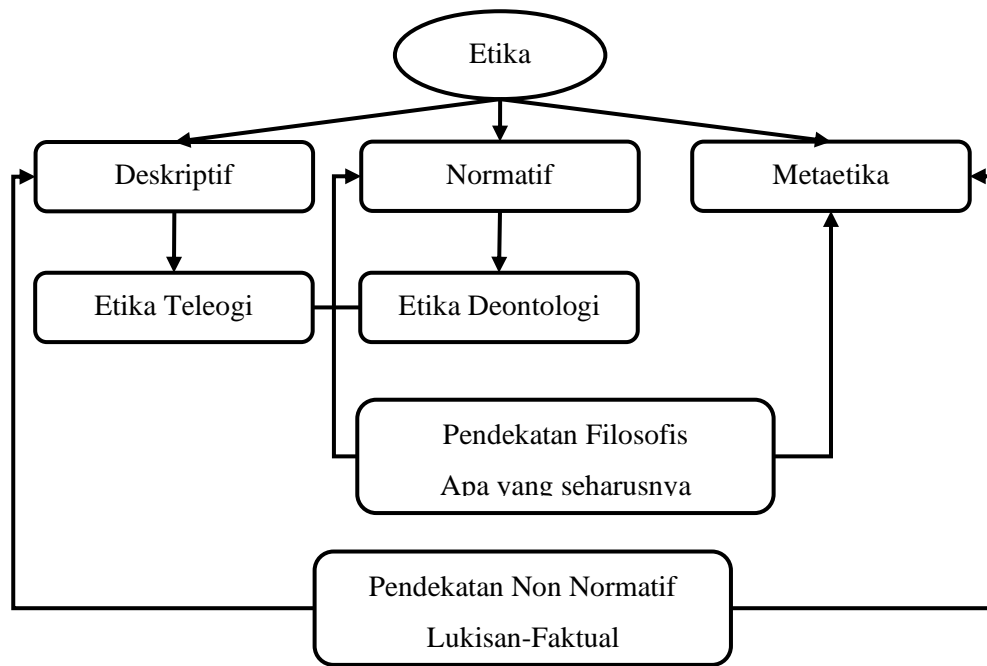 Etika
Deskriptif
Normatif
Metaetika
Etika Teleogi
Etika Deontologi
Pendekatan Filosofis
Apa yang seharusnya
Pendekatan Non Normatif
Lukisan-Faktual